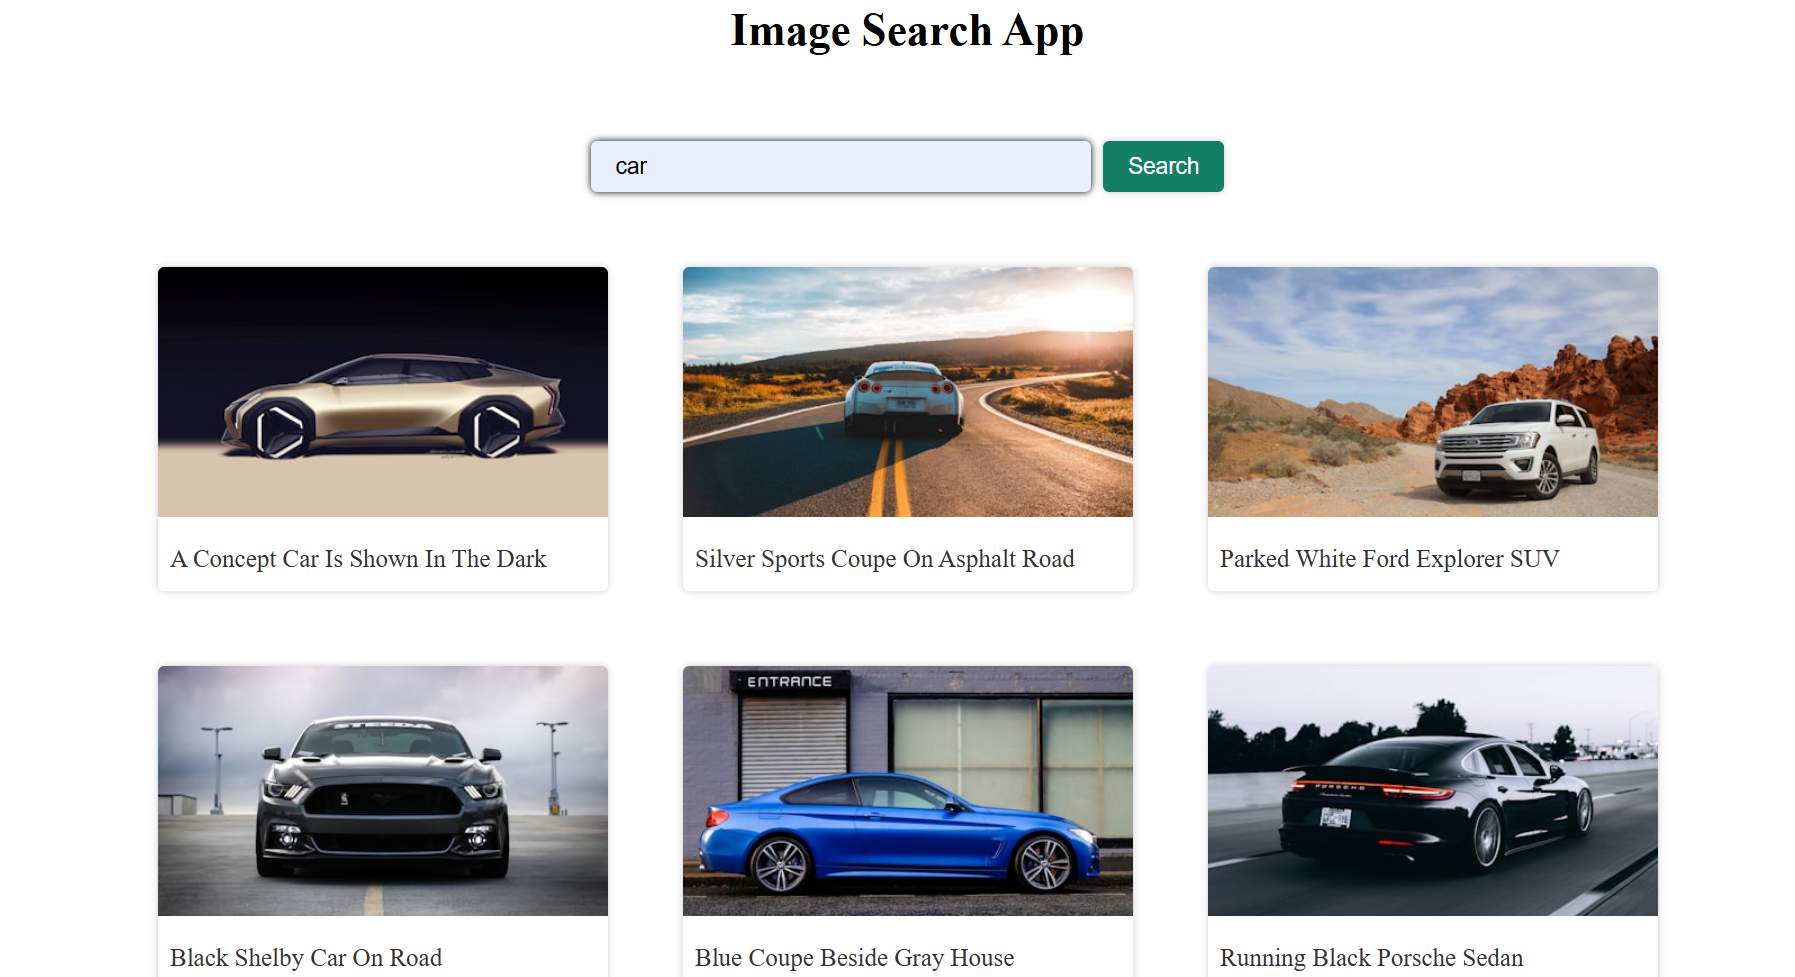 Image Search App
car
Search
A Concept Car Is Shown In The Dark
Silver Sports Coupe On Asphalt Road
Parked White Ford Explorer SUV
ENTRANCE
PORSCHE
Black Shelby Car On Road
Blue Coupe Beside Gray House
Running Black Porsche Sedan